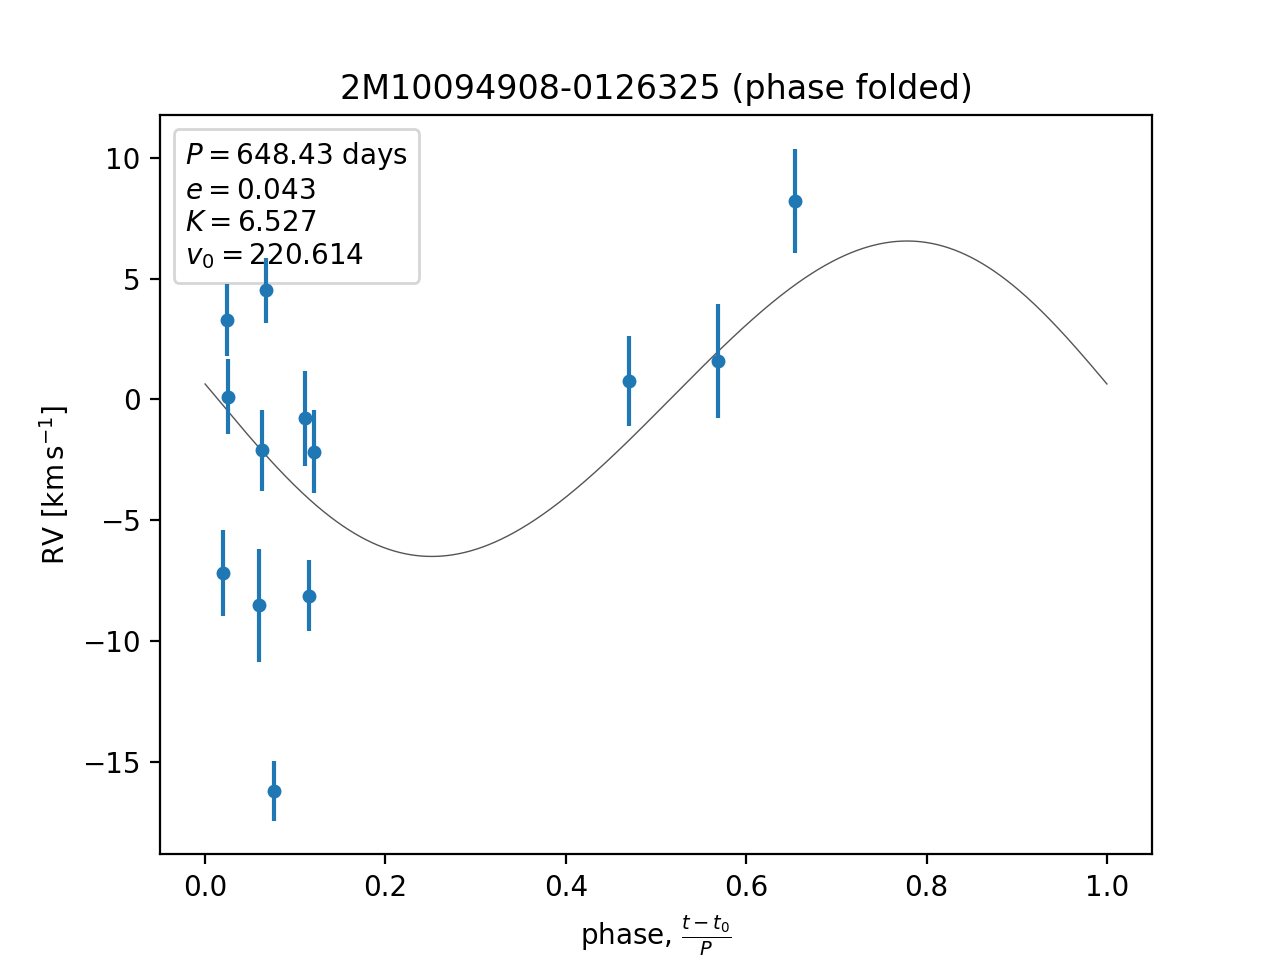 2M10094908-0126325 (phase folded)
P = 648.43 days
e = 0.043
K = 6.527
v₀ = 220.614
10
5
0
−5
−10
−15
RV [km s⁻¹]
0.0 0.2 0.4 0.6 0.8 1.0
phase, (t − t₀)/P